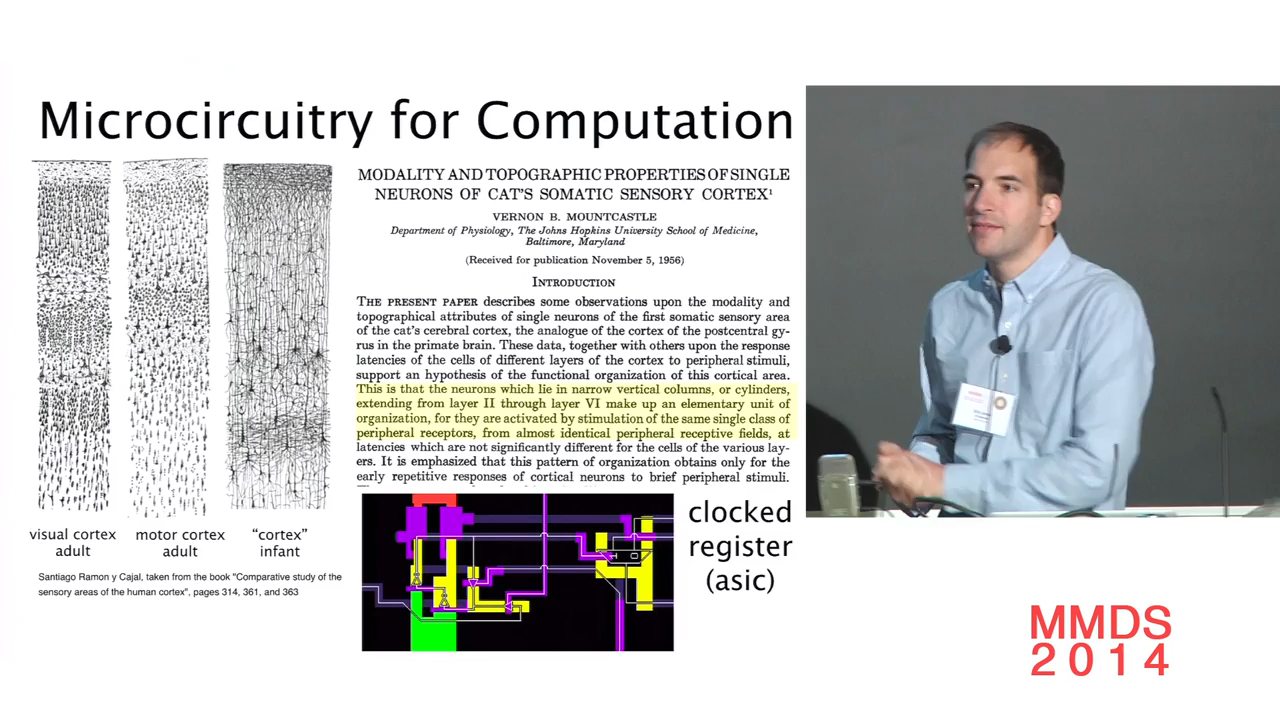 Microcircuitry for Computation
MODALITY AND TOPOGRAPHIC PROPERTIES OF SINGLE
NEURONS OF CAT'S SOMATIC SENSORY CORTEX¹
VERNON B. MOUNTCASTLE
Department of Physiology, The Johns Hopkins University School of Medicine,
Baltimore, Maryland
(Received for publication November 5, 1956)
INTRODUCTION
THE PRESENT PAPER describes some observations upon the modality and
topographical attributes of single neurons of the first somatic sensory area
of the cat's cerebral cortex, the analogue of the cortex of the postcentral gy-
rus in the primate brain. These data, together with others upon the response
latencies of the cells of different layers of the cortex to peripheral stimuli,
support an hypothesis of the functional organization of this cortical area.
This is that the neurons which lie in narrow vertical columns, or cylinders,
extending from layer II through layer VI make up an elementary unit of
organization, for they are activated by stimulation of the same single class of
peripheral receptors, from almost identical peripheral receptive fields, at
latencies which are not significantly different for the cells of the various lay-
ers. It is emphasized that this pattern of organization obtains only for the
early repetitive responses of cortical neurons to brief peripheral stimuli.
visual cortex
adult
motor cortex
adult
"cortex"
infant
Santiago Ramon y Cajal, taken from the book "Comparative study of the
sensory areas of the human cortex", pages 314, 361, and 363
clocked
register
(asic)
MMDS
2014